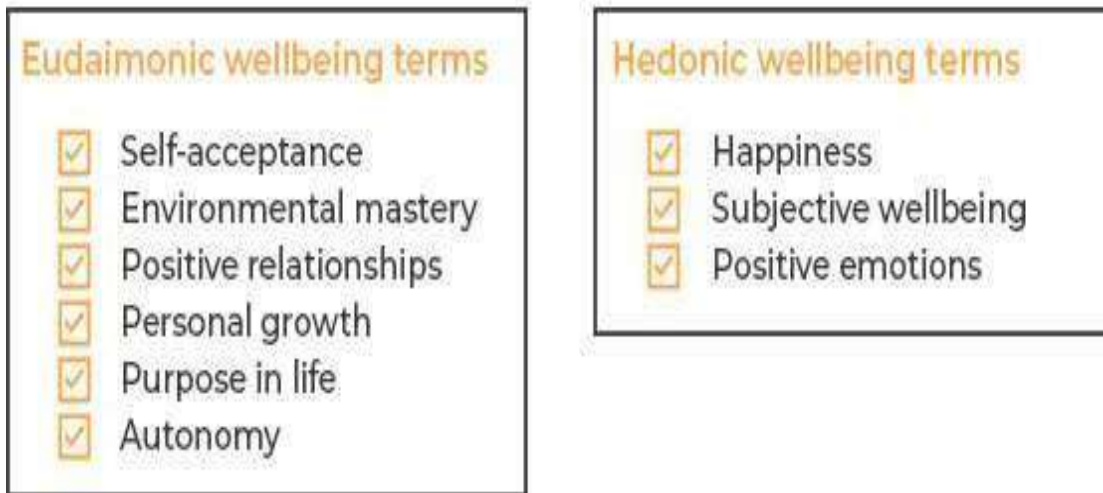 Eudaimonic wellbeing terms
Self-acceptance
Environmental mastery
Positive relationships
Personal growth
Purpose in life
Autonomy
Hedonic wellbeing terms
Happiness
Subjective wellbeing
Positive emotions